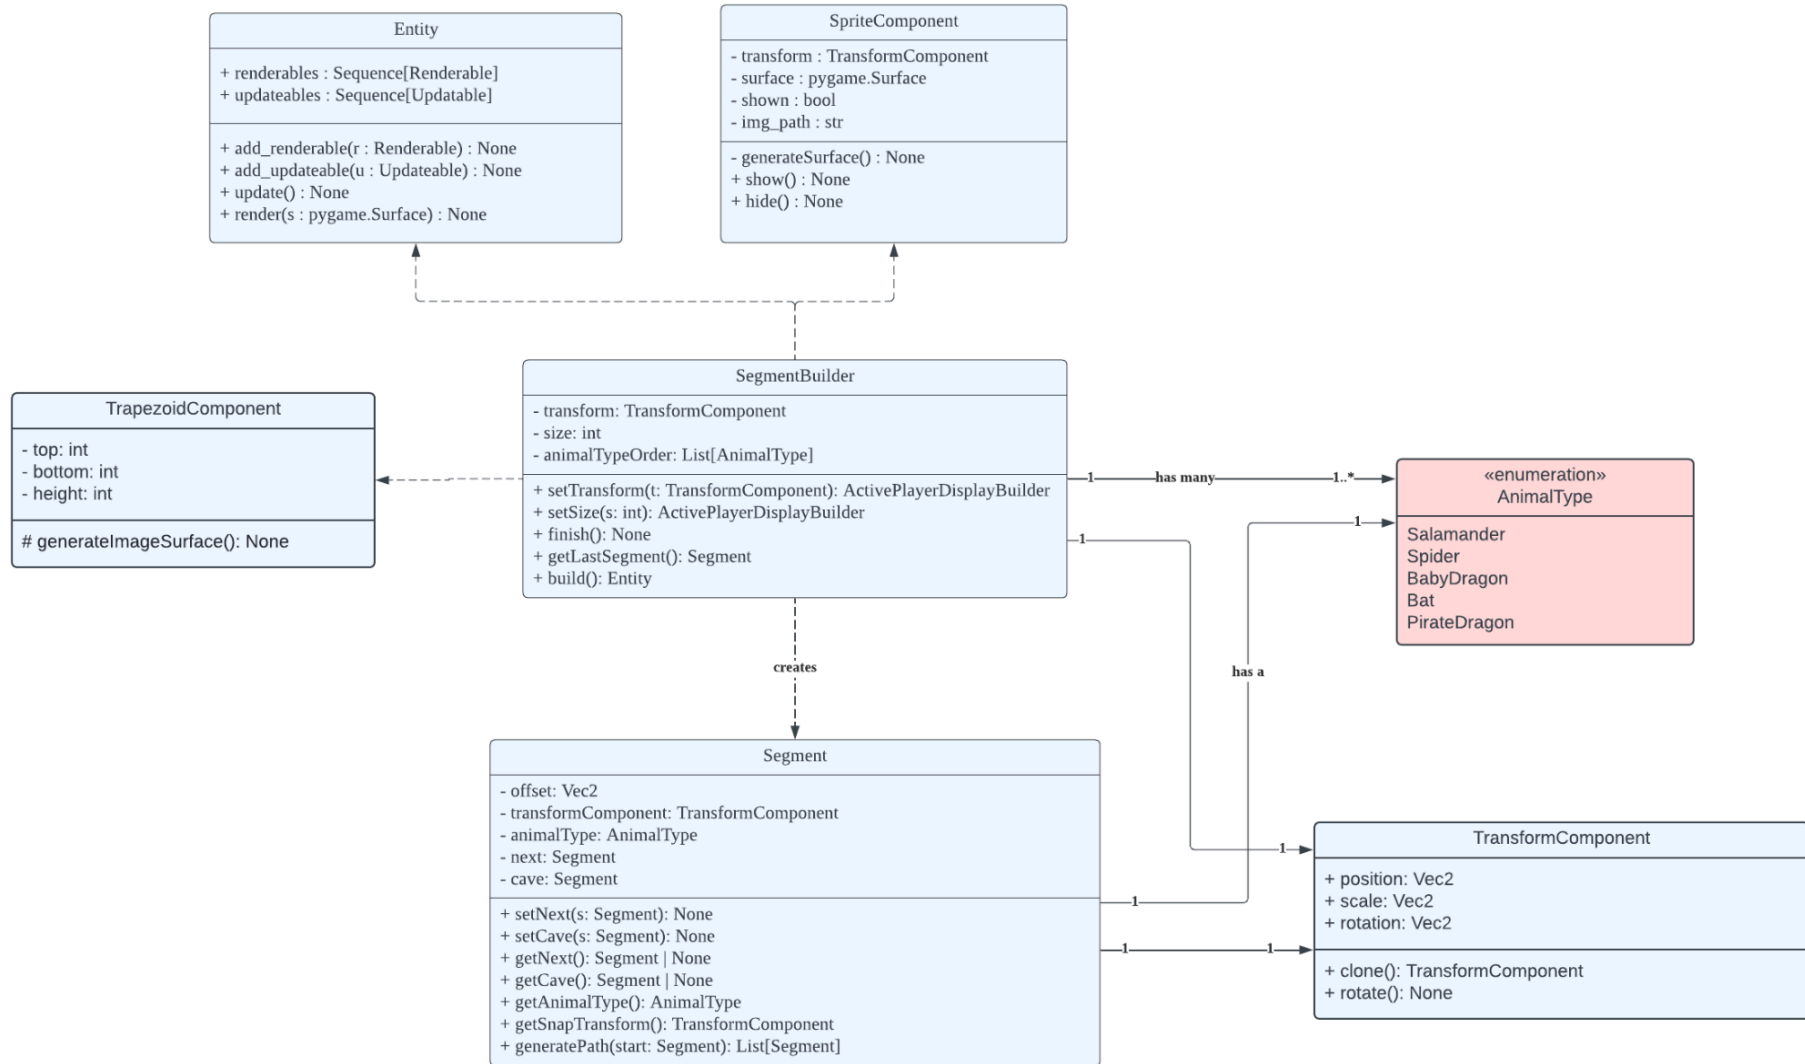 Entity
+ renderables : Sequence[Renderable]
+ updateables : Sequence[Updatable]
+ add_renderable(r : Renderable) : None
+ add_updateable(u : Updateable) : None
+ update() : None
+ render(s : pygame.Surface) : None
SpriteComponent
- transform : TransformComponent
- surface : pygame.Surface
- shown : bool
- img_path : str
- generateSurface() : None
+ show() : None
+ hide() : None
TrapezoidComponent
- top: int
- bottom: int
- height: int
# generateImageSurface(): None
SegmentBuilder
- transform: TransformComponent
- size: int
- animalTypeOrder: List[AnimalType]
+ setTransform(t: TransformComponent): ActivePlayerDisplayBuilder
+ setSize(s: int): ActivePlayerDisplayBuilder
+ finish(): None
+ getLastSegment(): Segment
+ build(): Entity
1 has many 1..*
«enumeration»
AnimalType
Salamander
Spider
BabyDragon
Bat
PirateDragon
1
1
creates
has a
Segment
- offset: Vec2
- transformComponent: TransformComponent
- animalType: AnimalType
- next: Segment
- cave: Segment
+ setNext(s: Segment): None
+ setCave(s: Segment): None
+ getNext(): Segment | None
+ getCave(): Segment | None
+ getAnimalType(): AnimalType
+ getSnapTransform(): TransformComponent
+ generatePath(start: Segment): List[Segment]
1
1
1 1
TransformComponent
+ position: Vec2
+ scale: Vec2
+ rotation: Vec2
+ clone(): TransformComponent
+ rotate(): None